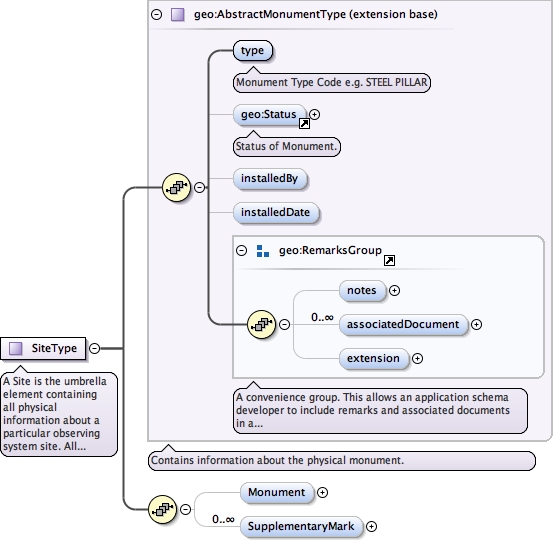 geo:AbstractMonumentType (extension base)
type
Monument Type Code e.g. STEEL PILLAR
geo:Status
Status of Monument.
installedBy
installedDate
geo:RemarksGroup
notes
0..∞
associatedDocument
extension
A convenience group. This allows an application schema
developer to include remarks and associated documents
in a...
SiteType
A Site is the umbrella
element containing
all physical
information about a
particular observing
system site. All...
Contains information about the physical monument.
Monument
0..∞
SupplementaryMark